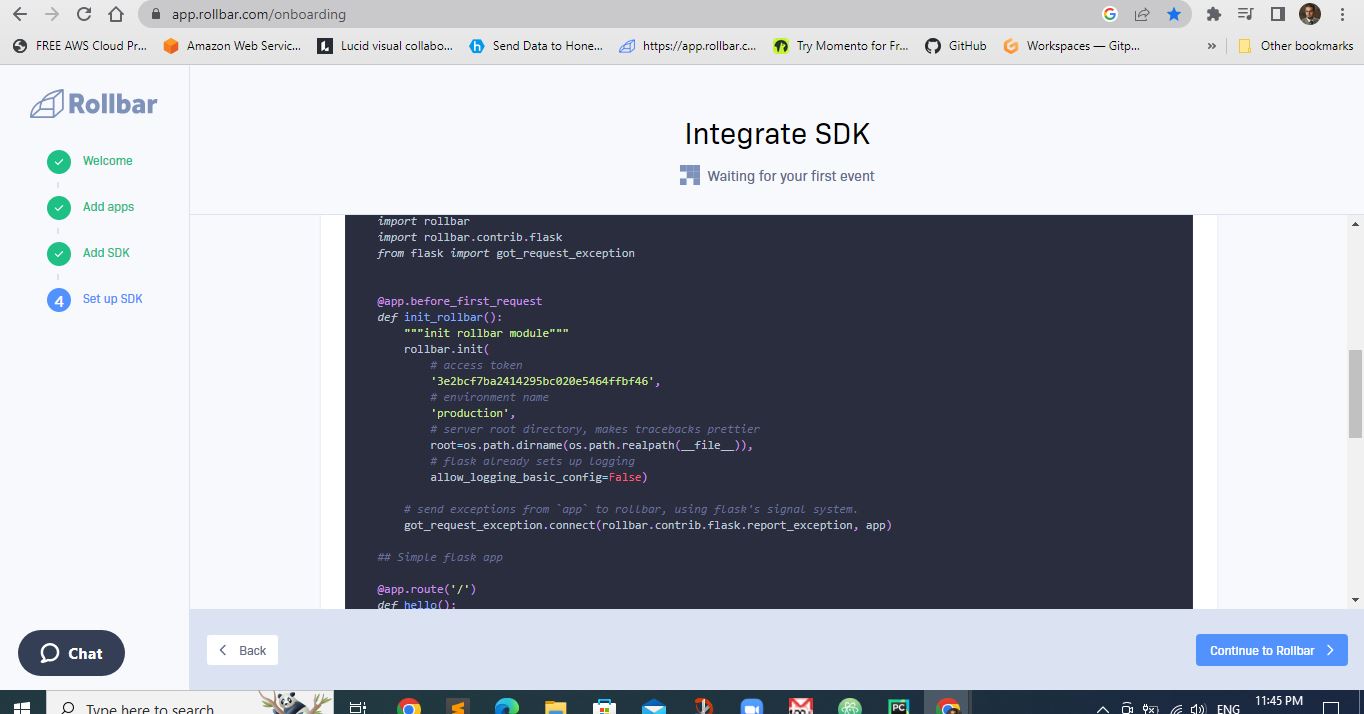 app.rollbar.com/onboarding
FREE AWS Cloud Pr...
Amazon Web Servic...
Lucid visual collabo...
Send Data to Hone...
https://app.rollbar.c...
Try Momento for Fr...
GitHub
Workspaces — Gitp...
»
Other bookmarks
Rollbar
Welcome
Add apps
Add SDK
4 Set up SDK
Integrate SDK
Waiting for your first event
import rollbar
import rollbar.contrib.flask
from flask import got_request_exception
@app.before_first_request
def init_rollbar():
"""init rollbar module"""
rollbar.init(
# access token
'3e2bcf7ba2414295bc020e5464ffbf46',
# environment name
'production',
# server root directory, makes tracebacks prettier
root=os.path.dirname(os.path.realpath(__file__)),
# flask already sets up logging
allow_logging_basic_config=False)
# send exceptions from `app` to rollbar, using flask's signal system.
got_request_exception.connect(rollbar.contrib.flask.report_exception, app)
## Simple flask app
@app.route('/')
def hello():
Chat
Back
Continue to Rollbar
Type here to search
PC
ENG
11:45 PM